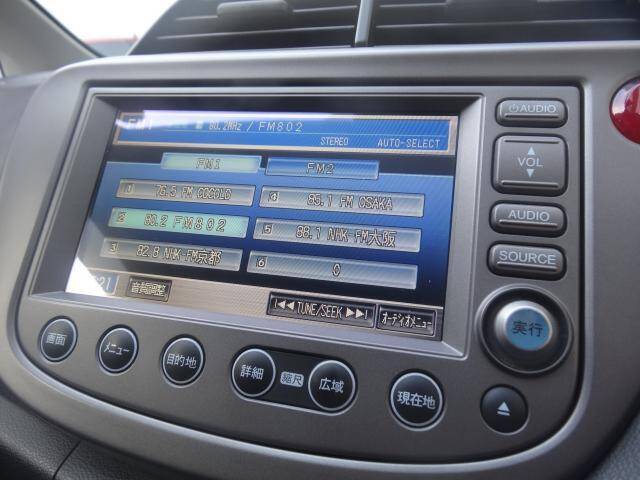 FM1 80.2MHz / FM802
STEREO AUTO-SELECT
FM1 FM2
1 76.5 FM COCOLO
4 85.1 FM OSAKA
2 80.2 FM802
5 88.1 NHK-FM大阪
3 82.8 NHK-FM京都
6 0
音質調整
TUNE/SEEK
オーディオメニュー
AUDIO
VOL
AUDIO
SOURCE
実行
画面
メニュー
目的地
詳細
縮尺
広域
現在地